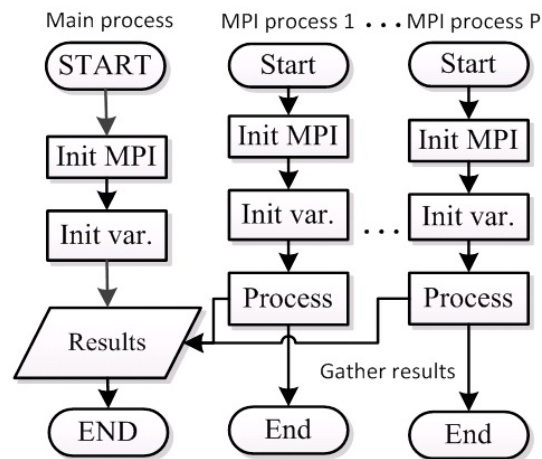 Main process
MPI process 1 . . . MPI process P
START
Start
Start
Init MPI
Init MPI
Init MPI
Init var.
Init var.
. . .
Init var.
Process
Process
Results
Gather results
END
End
End